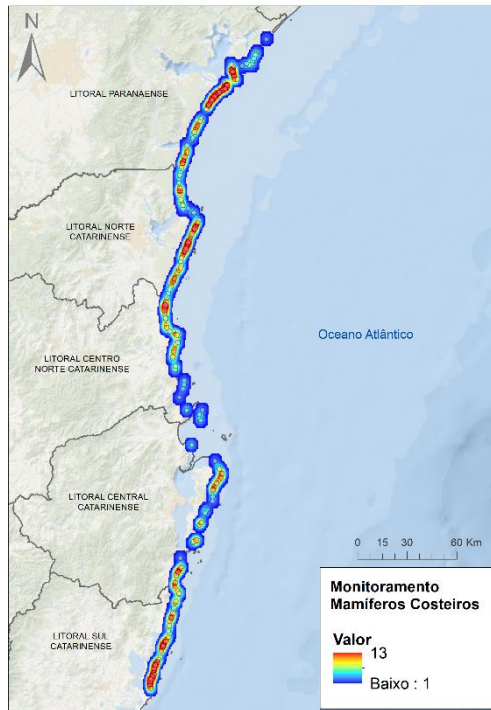 N
LITORAL PARANAENSE
LITORAL NORTE
CATARINENSE
Oceano Atlântico
LITORAL CENTRO
NORTE CATARINENSE
LITORAL CENTRAL
CATARINENSE
0 15 30 60 Km
LITORAL SUL
CATARINENSE
Monitoramento
Mamíferos Costeiros
Valor
13
Baixo : 1